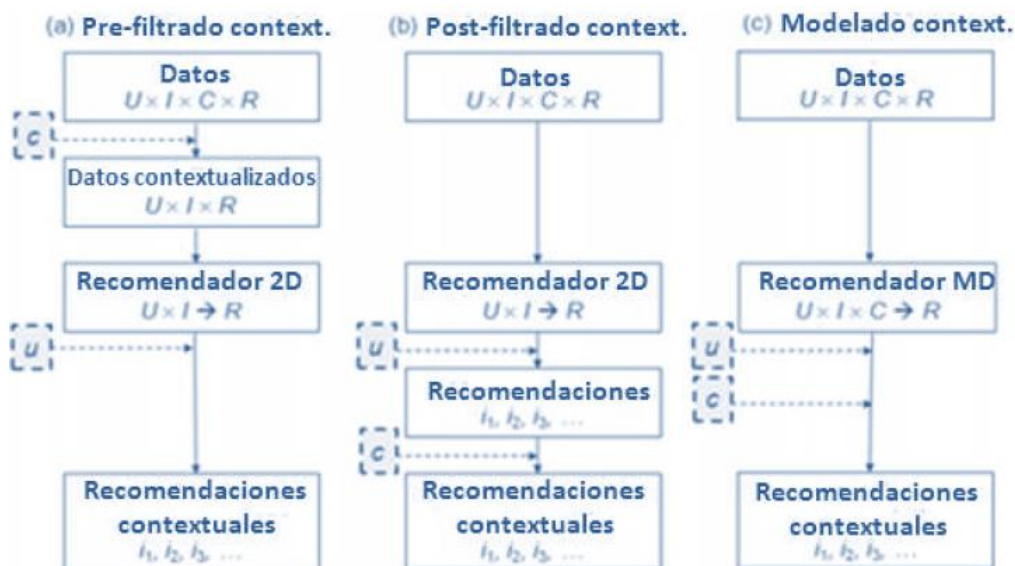 (a) Pre-filtrado context.
Datos
U × I × C × R
c
Datos contextualizados
U × I × R
Recomendador 2D
U × I → R
u
Recomendaciones
contextuales
i₁, i₂, i₃, ...
(b) Post-filtrado context.
Datos
U × I × C × R
Recomendador 2D
U × I → R
u
Recomendaciones
i₁, i₂, i₃, ...
c
Recomendaciones
contextuales
i₁, i₂, i₃, ...
(c) Modelado context.
Datos
U × I × C × R
Recomendador MD
U × I × C → R
u
c
Recomendaciones
contextuales
i₁, i₂, i₃, ...